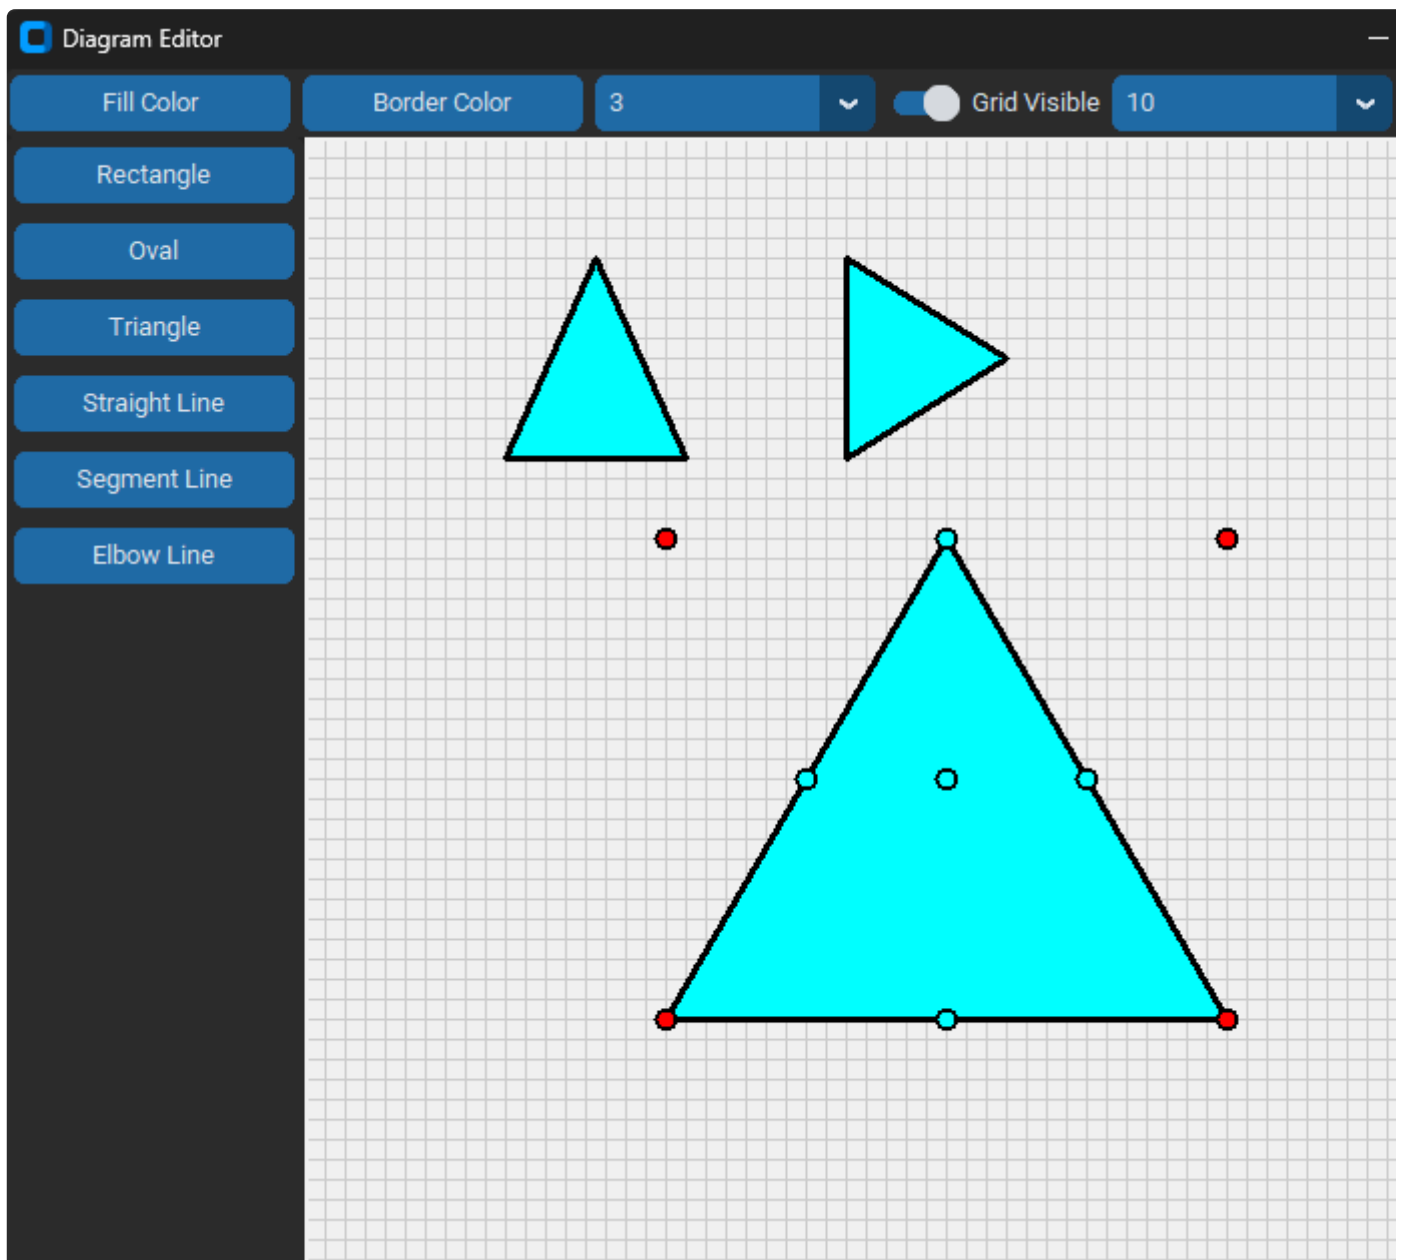 Diagram Editor
Fill Color
Border Color
3
Grid Visible
10
Rectangle
Oval
Triangle
Straight Line
Segment Line
Elbow Line